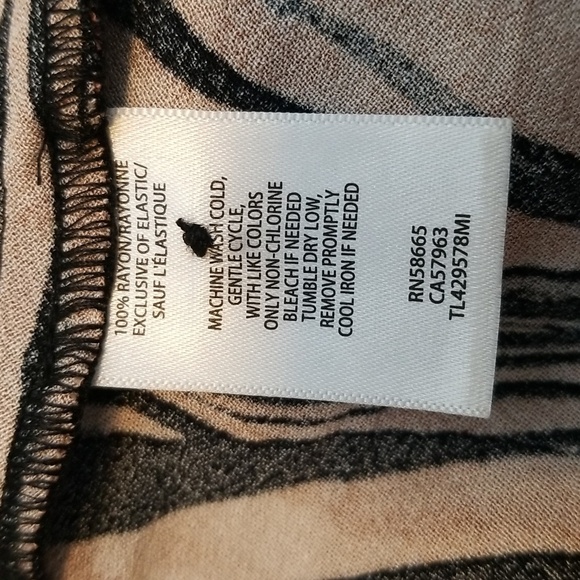 100% RAYON/RAYONNE
EXCLUSIVE OF ELASTIC/
SAUF L'ÉLASTIQUE
MACHINE WASH COLD,
GENTLE CYCLE,
WITH LIKE COLORS
ONLY NON-CHLORINE
BLEACH IF NEEDED
TUMBLE DRY LOW,
REMOVE PROMPTLY
COOL IRON IF NEEDED
RN58665
CA57963
TL429578MI